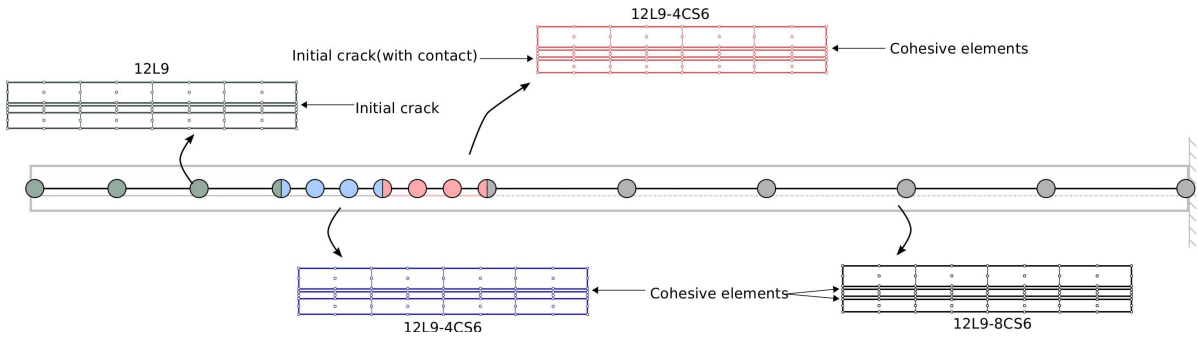 12L9-4CS6
Initial crack(with contact)
Cohesive elements
12L9
Initial crack
Cohesive elements
12L9-4CS6
12L9-8CS6